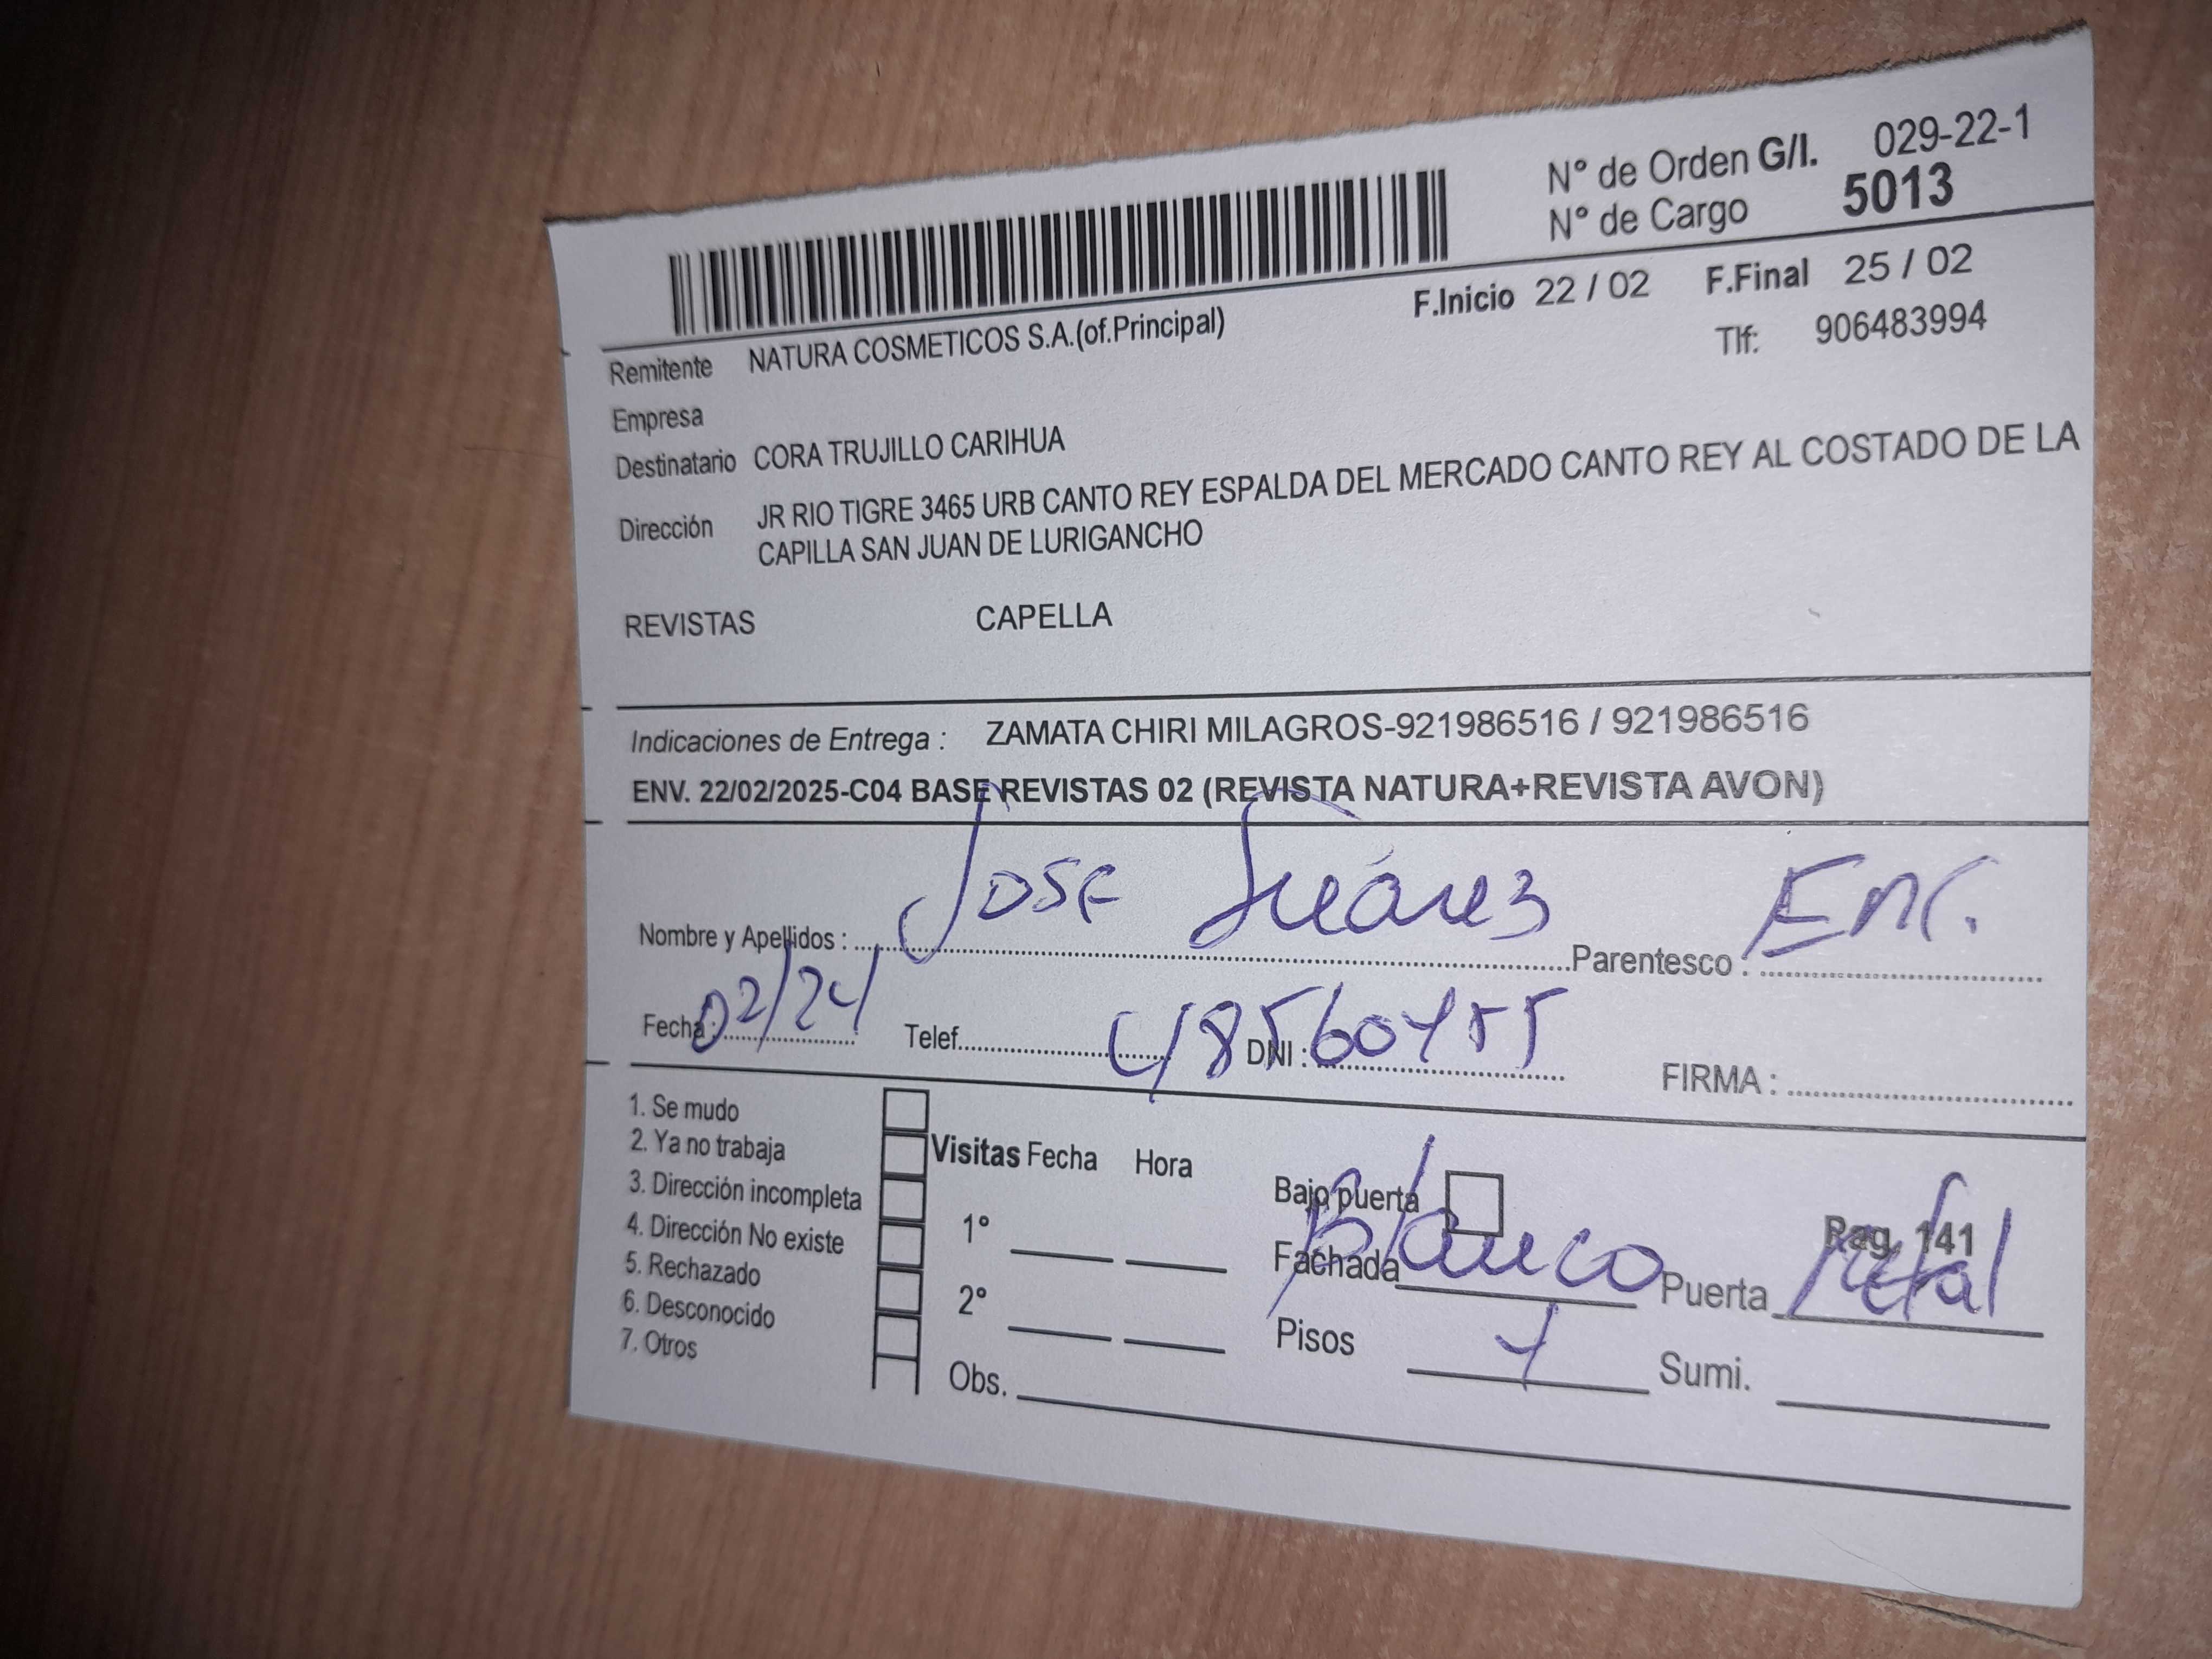 N° de Orden G/I. 029-22-1
N° de Cargo 5013
F.Inicio 22 / 02 F.Final 25 / 02
Remitente NATURA COSMETICOS S.A.(of.Principal) Tlf: 906483994
Empresa
Destinatario CORA TRUJILLO CARIHUA
Dirección JR RIO TIGRE 3465 URB CANTO REY ESPALDA DEL MERCADO CANTO REY AL COSTADO DE LA
CAPILLA SAN JUAN DE LURIGANCHO
REVISTAS CAPELLA
Indicaciones de Entrega : ZAMATA CHIRI MILAGROS-921986516 / 921986516
ENV. 22/02/2025-C04 BASE REVISTAS 02 (REVISTA NATURA+REVISTA AVON)
Nombre y Apellidos : Jose Suárez Parentesco : Enc.
Fecha : 02/24 Telef. DNI : FIRMA :
1. Se mudo
2. Ya no trabaja
3. Dirección incompleta
4. Dirección No existe
5. Rechazado
6. Desconocido
7. Otros
Visitas Fecha Hora
1°
2°
Obs.
Bajo puerta
Pag. 141
Fachada Blanco Puerta Metal
Pisos 1 Sumi.